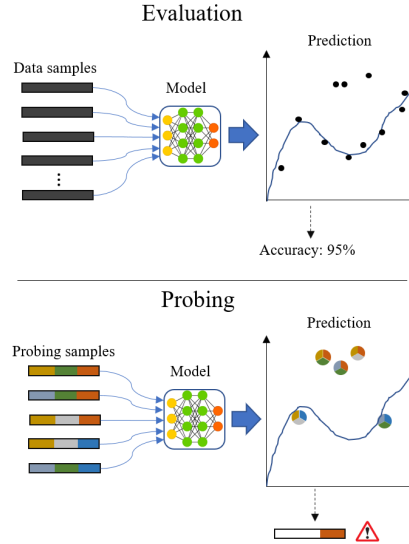 Evaluation
Prediction
Data samples
Model
...
Accuracy: 95%
Probing
Prediction
Probing samples
Model
!